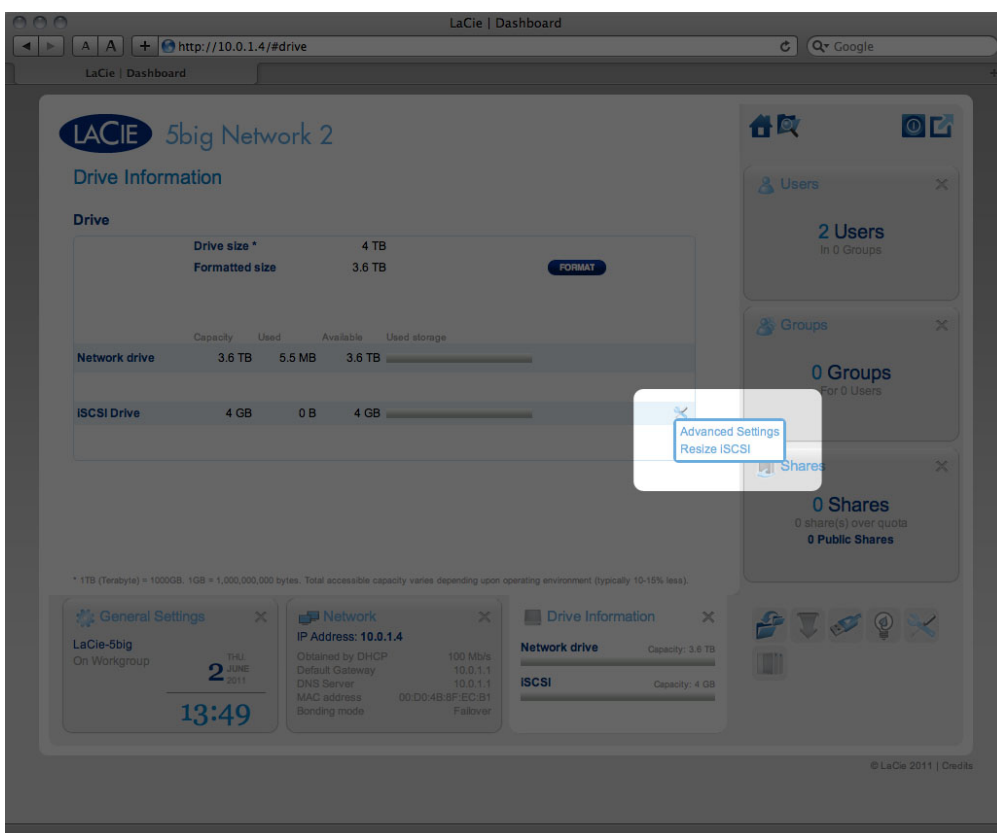 LaCie | Dashboard
A A + http://10.0.1.4/#drive Google
LaCie | Dashboard +
LACIE 5big Network 2
Drive Information
Drive
Drive size * 4 TB
Formatted size 3.6 TB FORMAT
Capacity Used Available Used storage
Network drive 3.6 TB 5.5 MB 3.6 TB
iSCSI Drive 4 GB 0 B 4 GB
Advanced Settings
Resize iSCSI
* 1TB (Terabyte) = 1000GB. 1GB = 1,000,000,000 bytes. Total accessible capacity varies depending upon operating environment (typically 10-15% less).
Users
2 Users
In 0 Groups
Groups
0 Groups
For 0 Users
Shares
0 Shares
0 share(s) over quota
0 Public Shares
General Settings
LaCie-5big
On Workgroup
THU.
2 JUNE
2011
13:49
Network
IP Address: 10.0.1.4
Obtained by DHCP 100 Mb/s
Default Gateway 10.0.1.1
DNS Server 10.0.1.1
MAC address 00:D0:4B:8F:EC:B1
Bonding mode Failover
Drive Information
Network drive Capacity: 3.6 TB
iSCSI Capacity: 4 GB
© LaCie 2011 | Credits